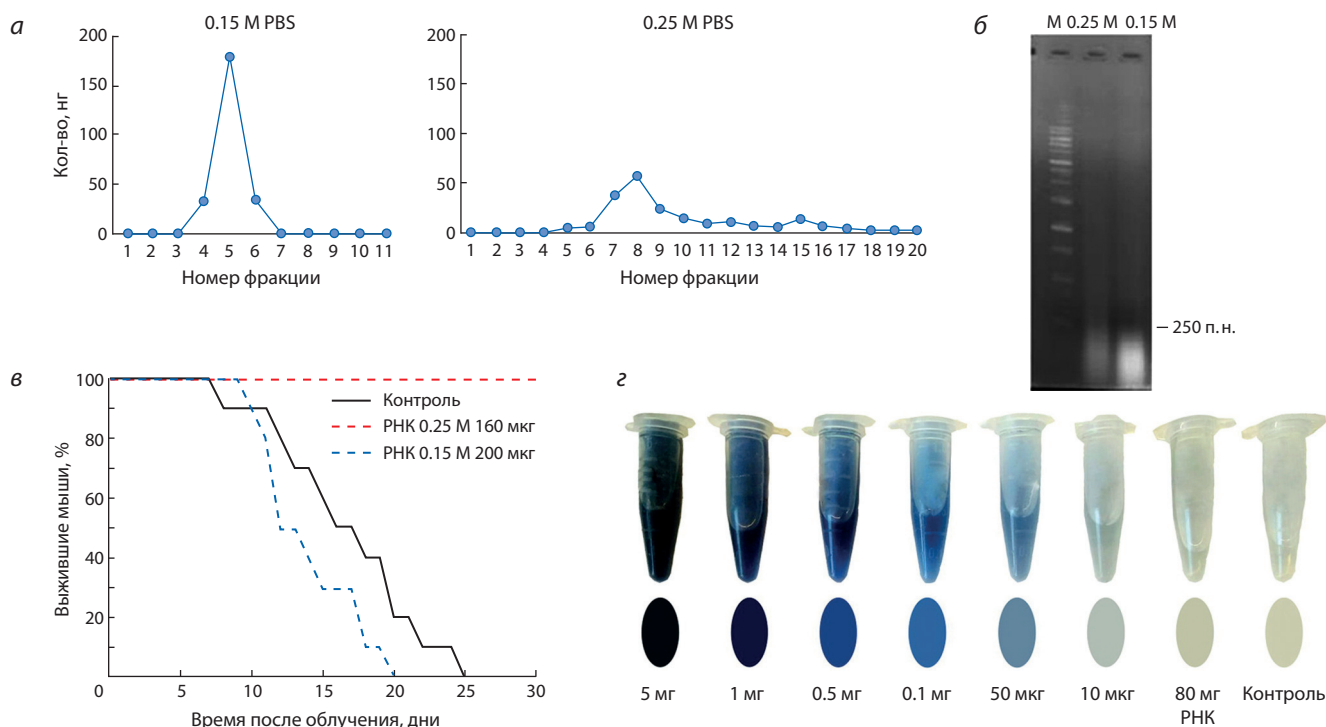 а
0.15 M PBS
Кол-во, нг
200
150
100
50
0
1 2 3 4 5 6 7 8 9 10 11
Номер фракции
0.25 M PBS
200
150
100
50
0
1 2 3 4 5 6 7 8 9 10 11 12 13 14 15 16 17 18 19 20
Номер фракции
б
М 0.25 М 0.15 М
250 п. н.
в
Выжившие мыши, %
100
80
60
40
20
0 5 10 15 20 25 30
Время после облучения, дни
Контроль
РНК 0.25 М 160 мкг
РНК 0.15 М 200 мкг
г
5 мг 1 мг 0.5 мг 0.1 мг 50 мкг 10 мкг 80 мг Контроль
РНК